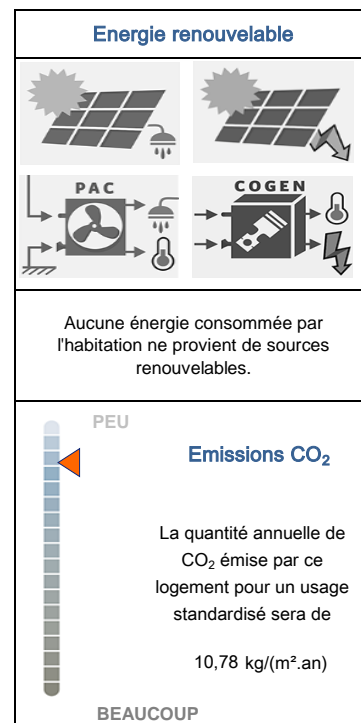 Energie renouvelable
PAC
COGEN
Aucune énergie consommée par
l'habitation ne provient de sources
renouvelables.
PEU
Emissions CO₂
La quantité annuelle de
CO₂ émise par ce
logement pour un usage
standardisé sera de
10,78 kg/(m².an)
BEAUCOUP